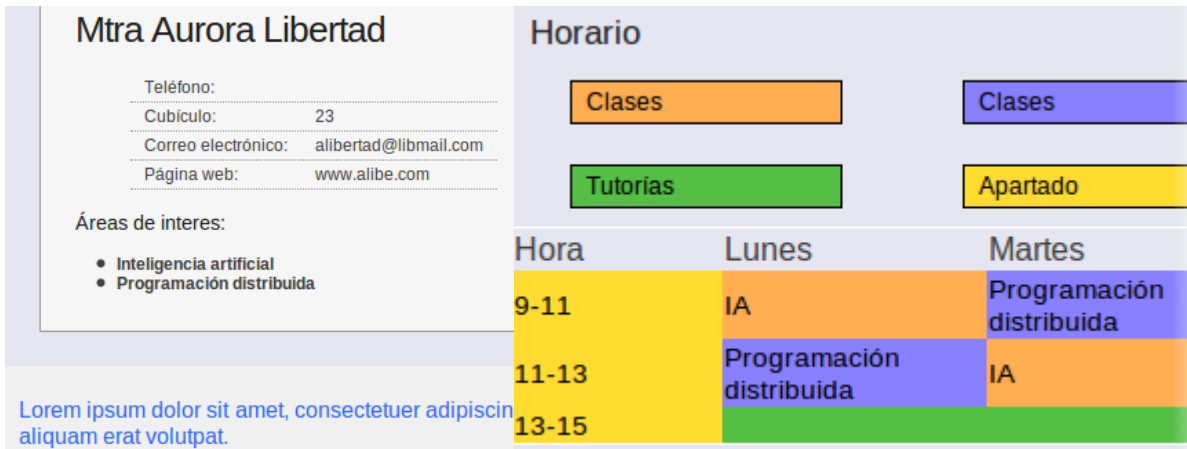 Mtra Aurora Libertad
Teléfono:
Cubículo: 23
Correo electrónico: alibertad@libmail.com
Página web: www.alibe.com
Áreas de interes:
Inteligencia artificial
Programación distribuida
Lorem ipsum dolor sit amet, consectetuer adipiscin
aliquam erat volutpat.
Horario
Clases Clases
Tutorías Apartado
Hora Lunes Martes
9-11 IA Programación
distribuida
11-13 Programación
distribuida IA
13-15